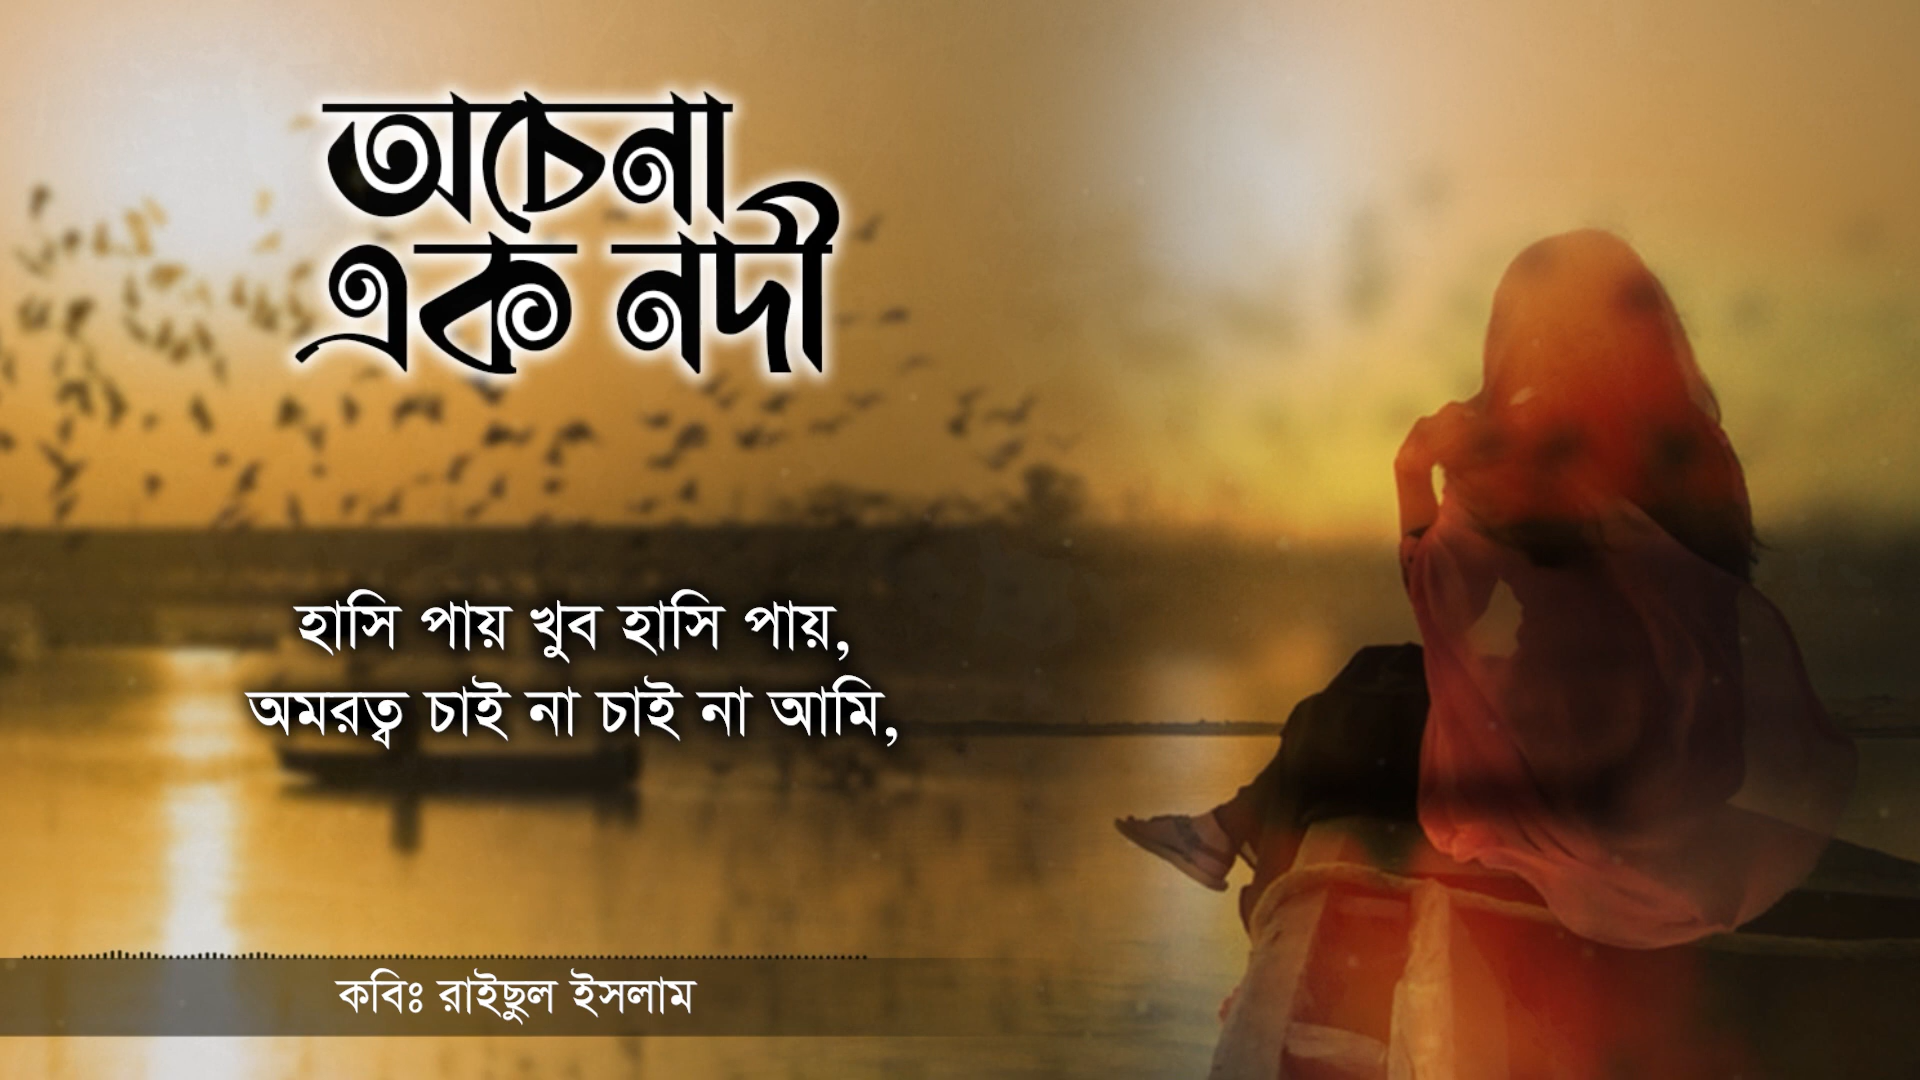 অচেনা
এক নদী
হাসি পায় খুব হাসি পায়,
অমরত্ব চাই না চাই না আমি,
কবিঃ রাইছুল ইসলাম